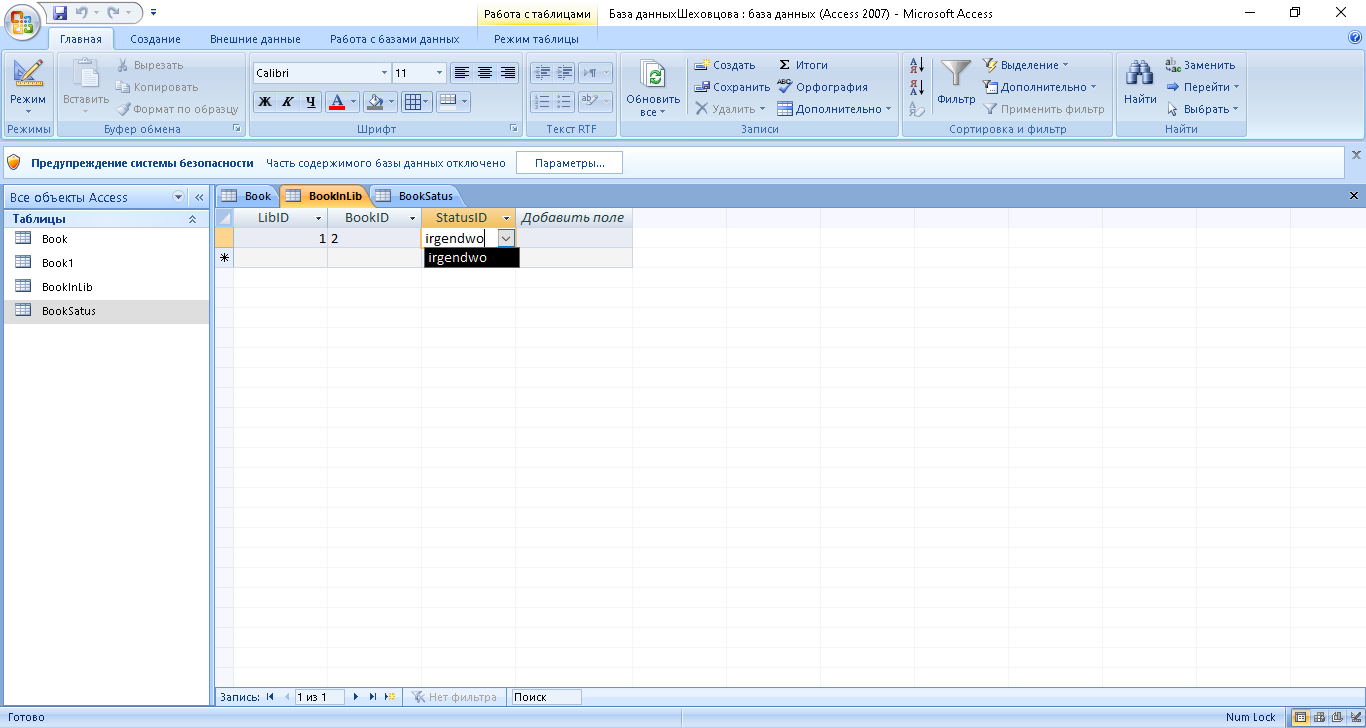 Работа с таблицами База данныхШеховцова : база данных (Access 2007) - Microsoft Access
Главная Создание Внешние данные Работа с базами данных Режим таблицы
Режим
Режимы
Вставить
Вырезать
Копировать
Формат по образцу
Буфер обмена
Calibri 11
Ж К Ч А
Шрифт
Текст RTF
Обновить все
Создать
Сохранить
Удалить
Итоги
Орфография
Дополнительно
Записи
Фильтр
Выделение
Дополнительно
Применить фильтр
Сортировка и фильтр
Найти
Заменить
Перейти
Выбрать
Найти
Предупреждение системы безопасности Часть содержимого базы данных отключено Параметры...
Все объекты Access
Таблицы
Book
Book1
BookInLib
BookSatus
Book BookInLib BookSatus
LibID BookID StatusID Добавить поле
1 2 irgendwo
irgendwo
Запись: 1 из 1 Нет фильтра Поиск
Готово Num Lock